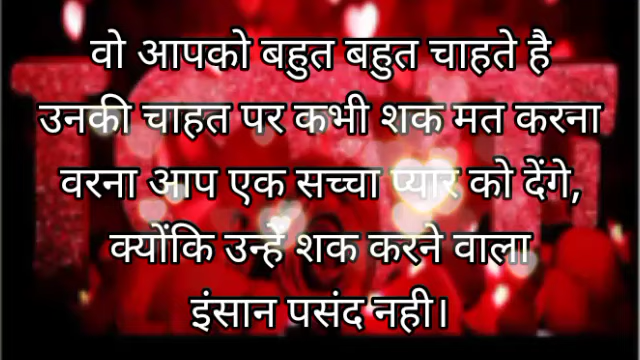 वो आपको बहुत बहुत चाहते है
उनकी चाहत पर कभी शक मत करना
वरना आप एक सच्चा प्यार को देंगे,
क्योंकि उन्हे शक करने वाला
इंसान पसंद नही।